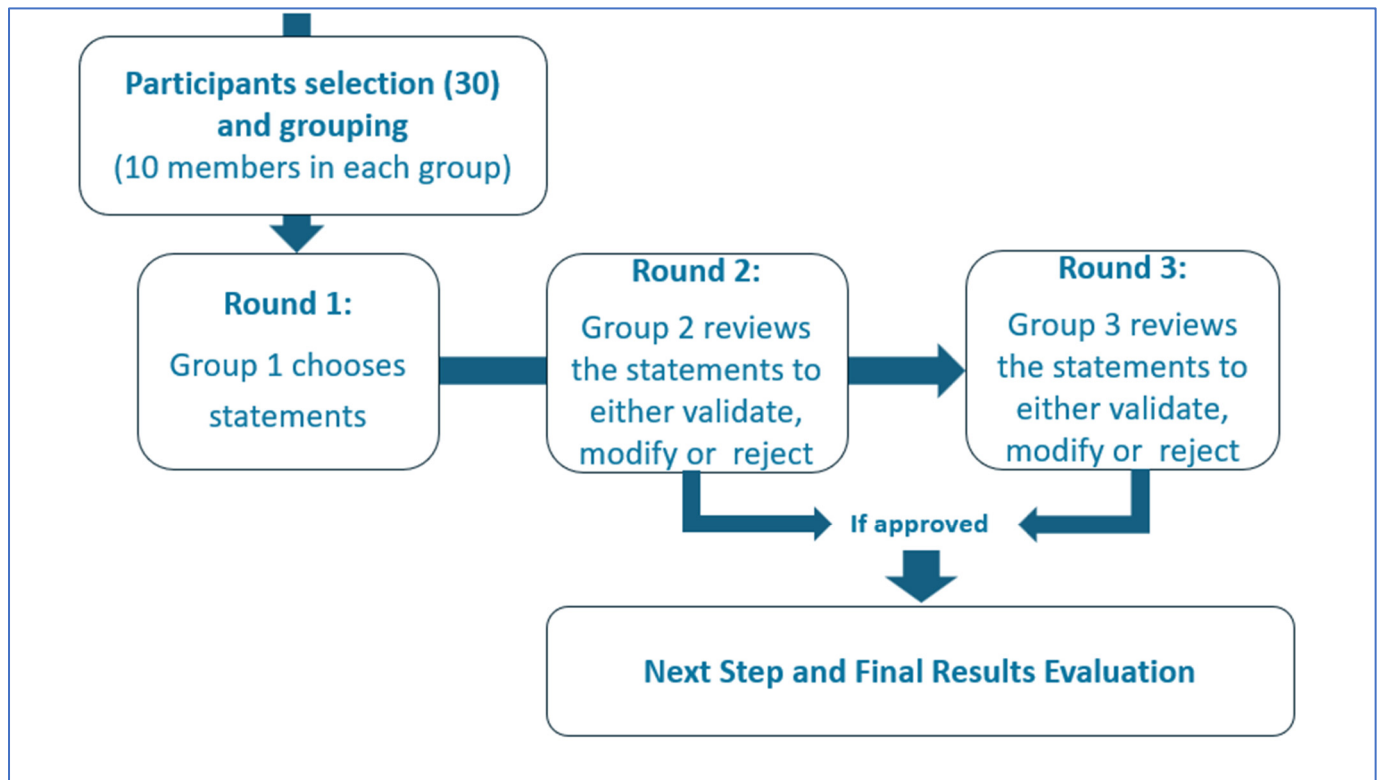 Participants selection (30)
and grouping
(10 members in each group)
Round 1:
Group 1 chooses
statements
Round 2:
Group 2 reviews
the statements to
either validate,
modify or  reject
Round 3:
Group 3 reviews
the statements to
either validate,
modify or  reject
If approved
Next Step and Final Results Evaluation